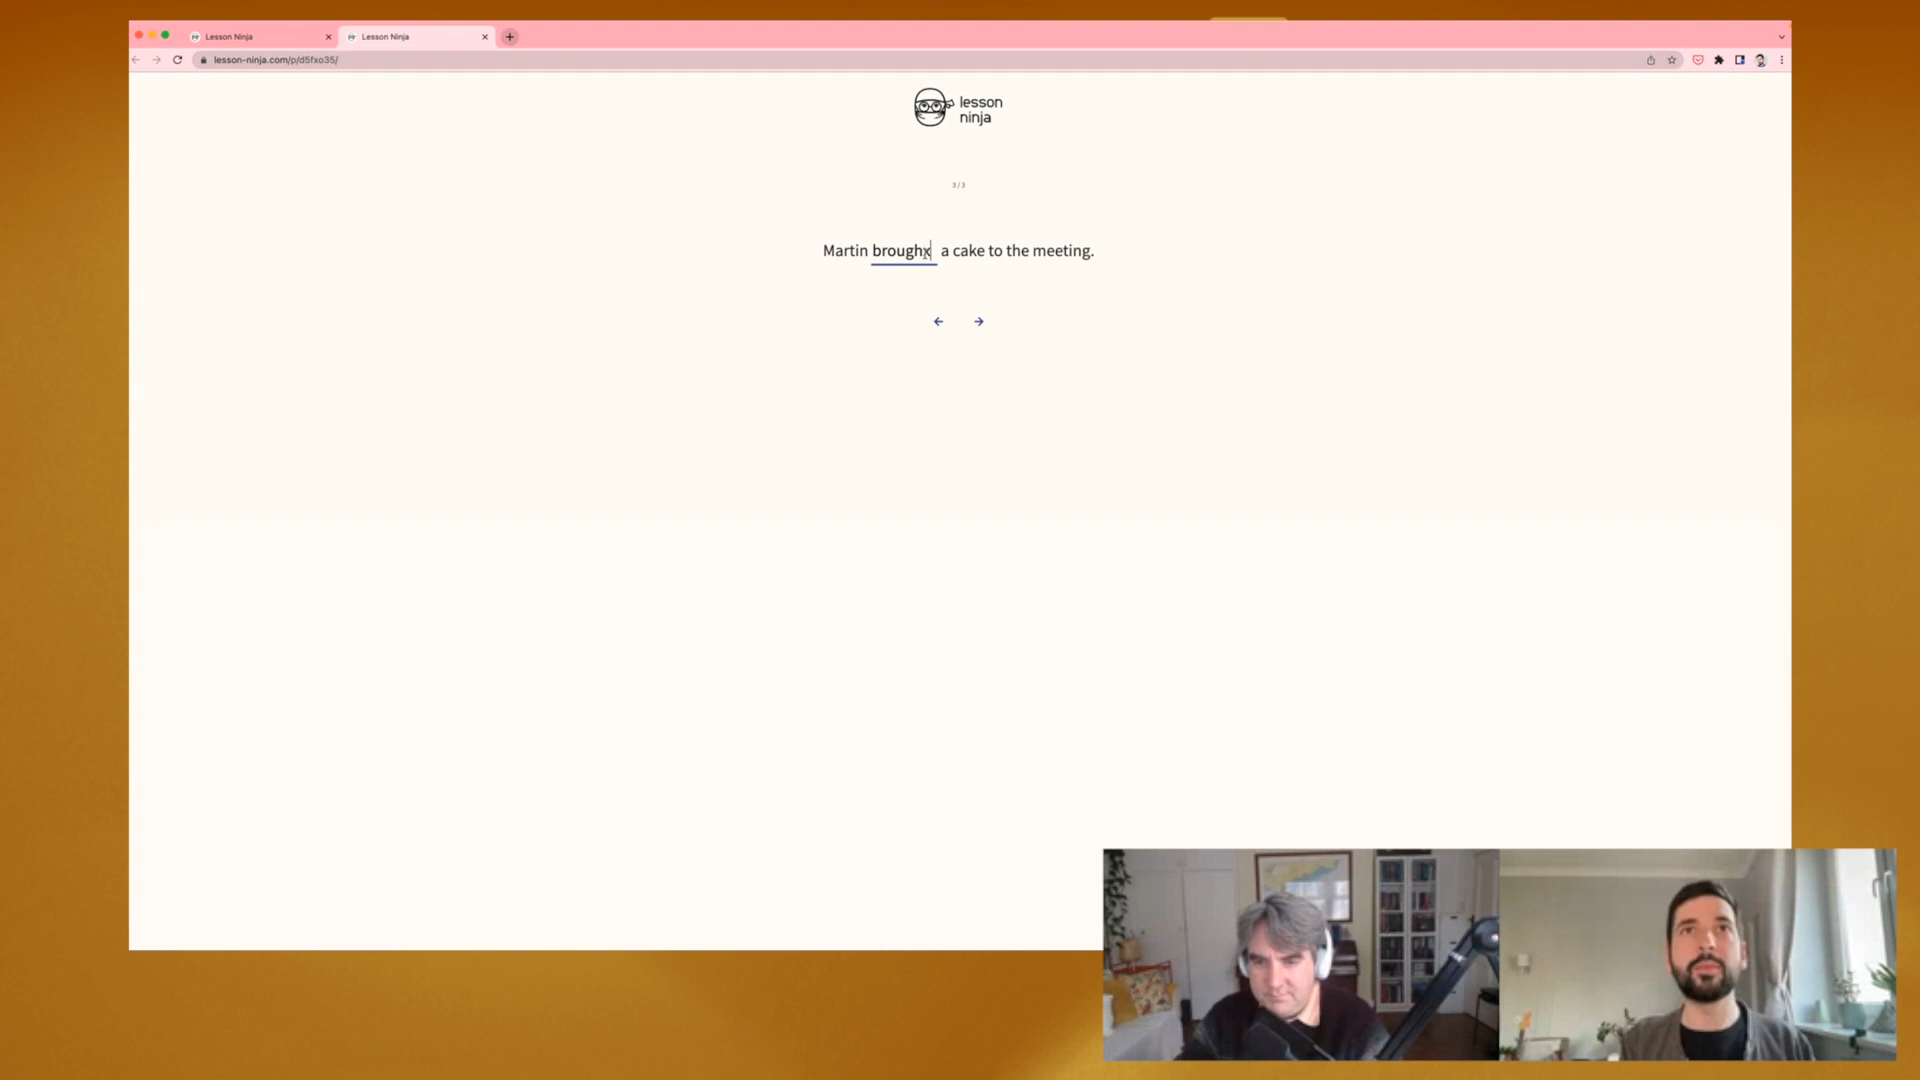 Lesson Ninja
Lesson Ninja
lesson-ninja.com/p/d5fxo35/
lesson
ninja
3/3
Martin broughx a cake to the meeting.